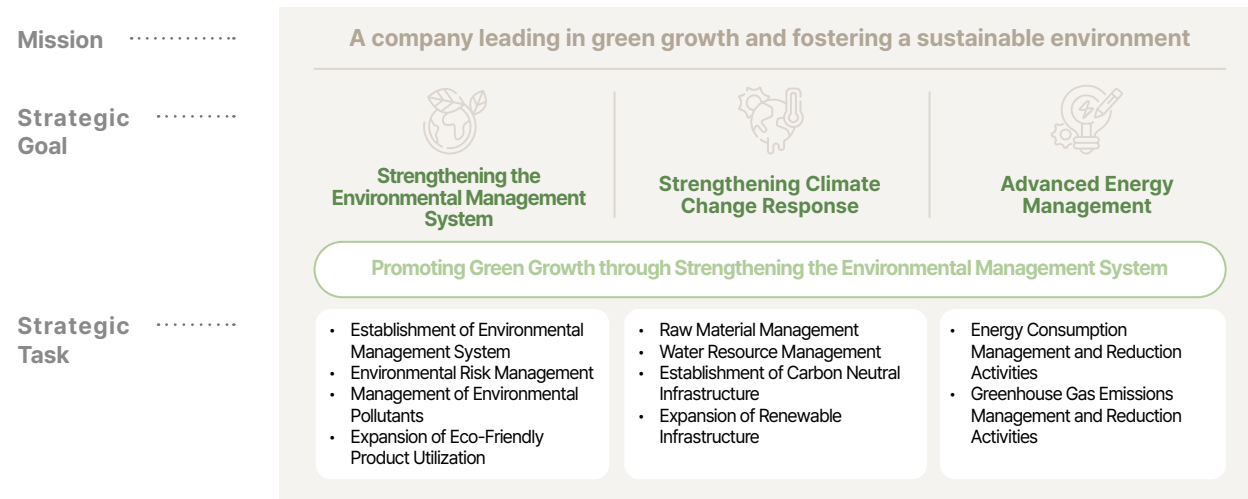 Mission
A company leading in green growth and fostering a sustainable environment
Strategic
Goal
Strengthening the
Environmental Management
System
Strengthening Climate
Change Response
Advanced Energy
Management
Promoting Green Growth through Strengthening the Environmental Management System
Strategic
Task
• Establishment of Environmental
Management System
• Environmental Risk Management
• Management of Environmental
Pollutants
• Expansion of Eco-Friendly
Product Utilization
• Raw Material Management
• Water Resource Management
• Establishment of Carbon Neutral
Infrastructure
• Expansion of Renewable
Infrastructure
• Energy Consumption
Management and Reduction
Activities
• Greenhouse Gas Emissions
Management and Reduction
Activities